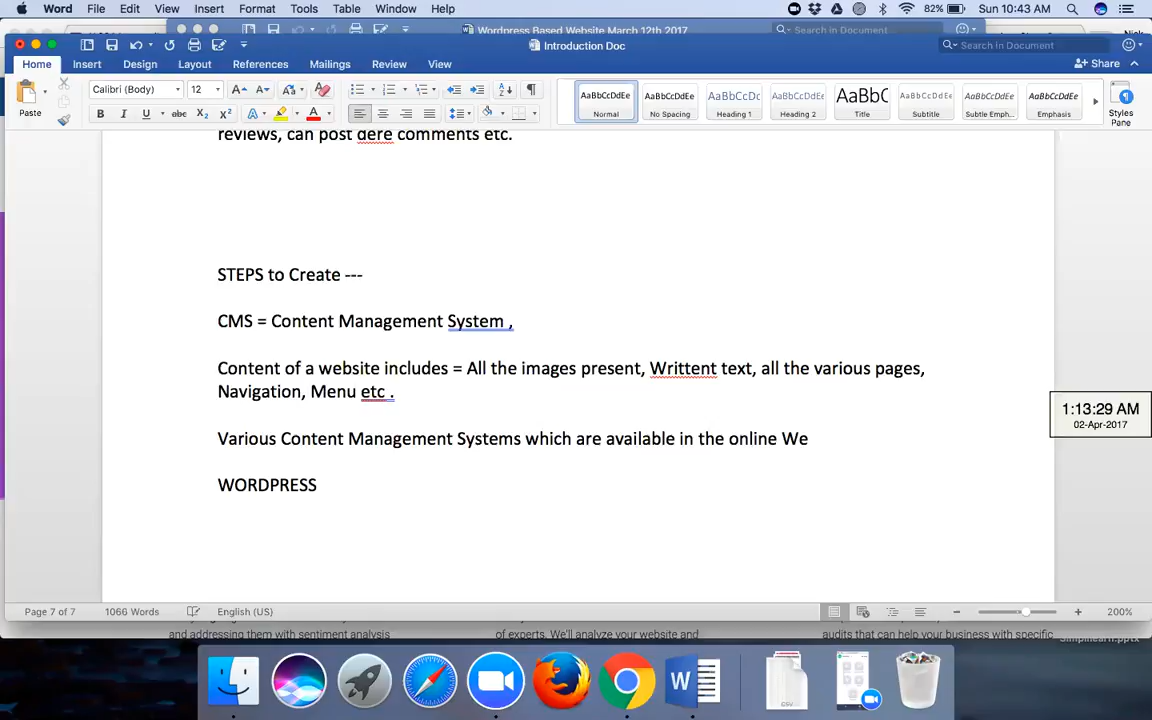 Word File Edit View Insert Format Tools Table Window Help 82% Sun 10:43 AM
Wordpress Based Website March 12th 2017 Search in Document
Introduction Doc Search in Document
Home Insert Design Layout References Mailings Review View Share
Paste Calibri (Body) 12 Styles Pane
AaBbCcDdEe AaBbCcDdEe AaBbCcDc AaBbCcDdEe AaBbC AaBbCcDdEe AaBbCcDdEe AaBbCcDdEe
Normal No Spacing Heading 1 Heading 2 Title Subtitle Subtle Emph... Emphasis
reviews, can post dere comments etc.
STEPS to Create ---
CMS = Content Management System ,
Content of a website includes = All the images present, Writtent text, all the various pages,
Navigation, Menu etc .
Various Content Management Systems which are available in the online We
WORDPRESS
1:13:29 AM
02-Apr-2017
Page 7 of 7 1066 Words English (US) 200%
and addressing them with sentiment analysis of experts. We'll analyze your website and audits that can help your business with specific